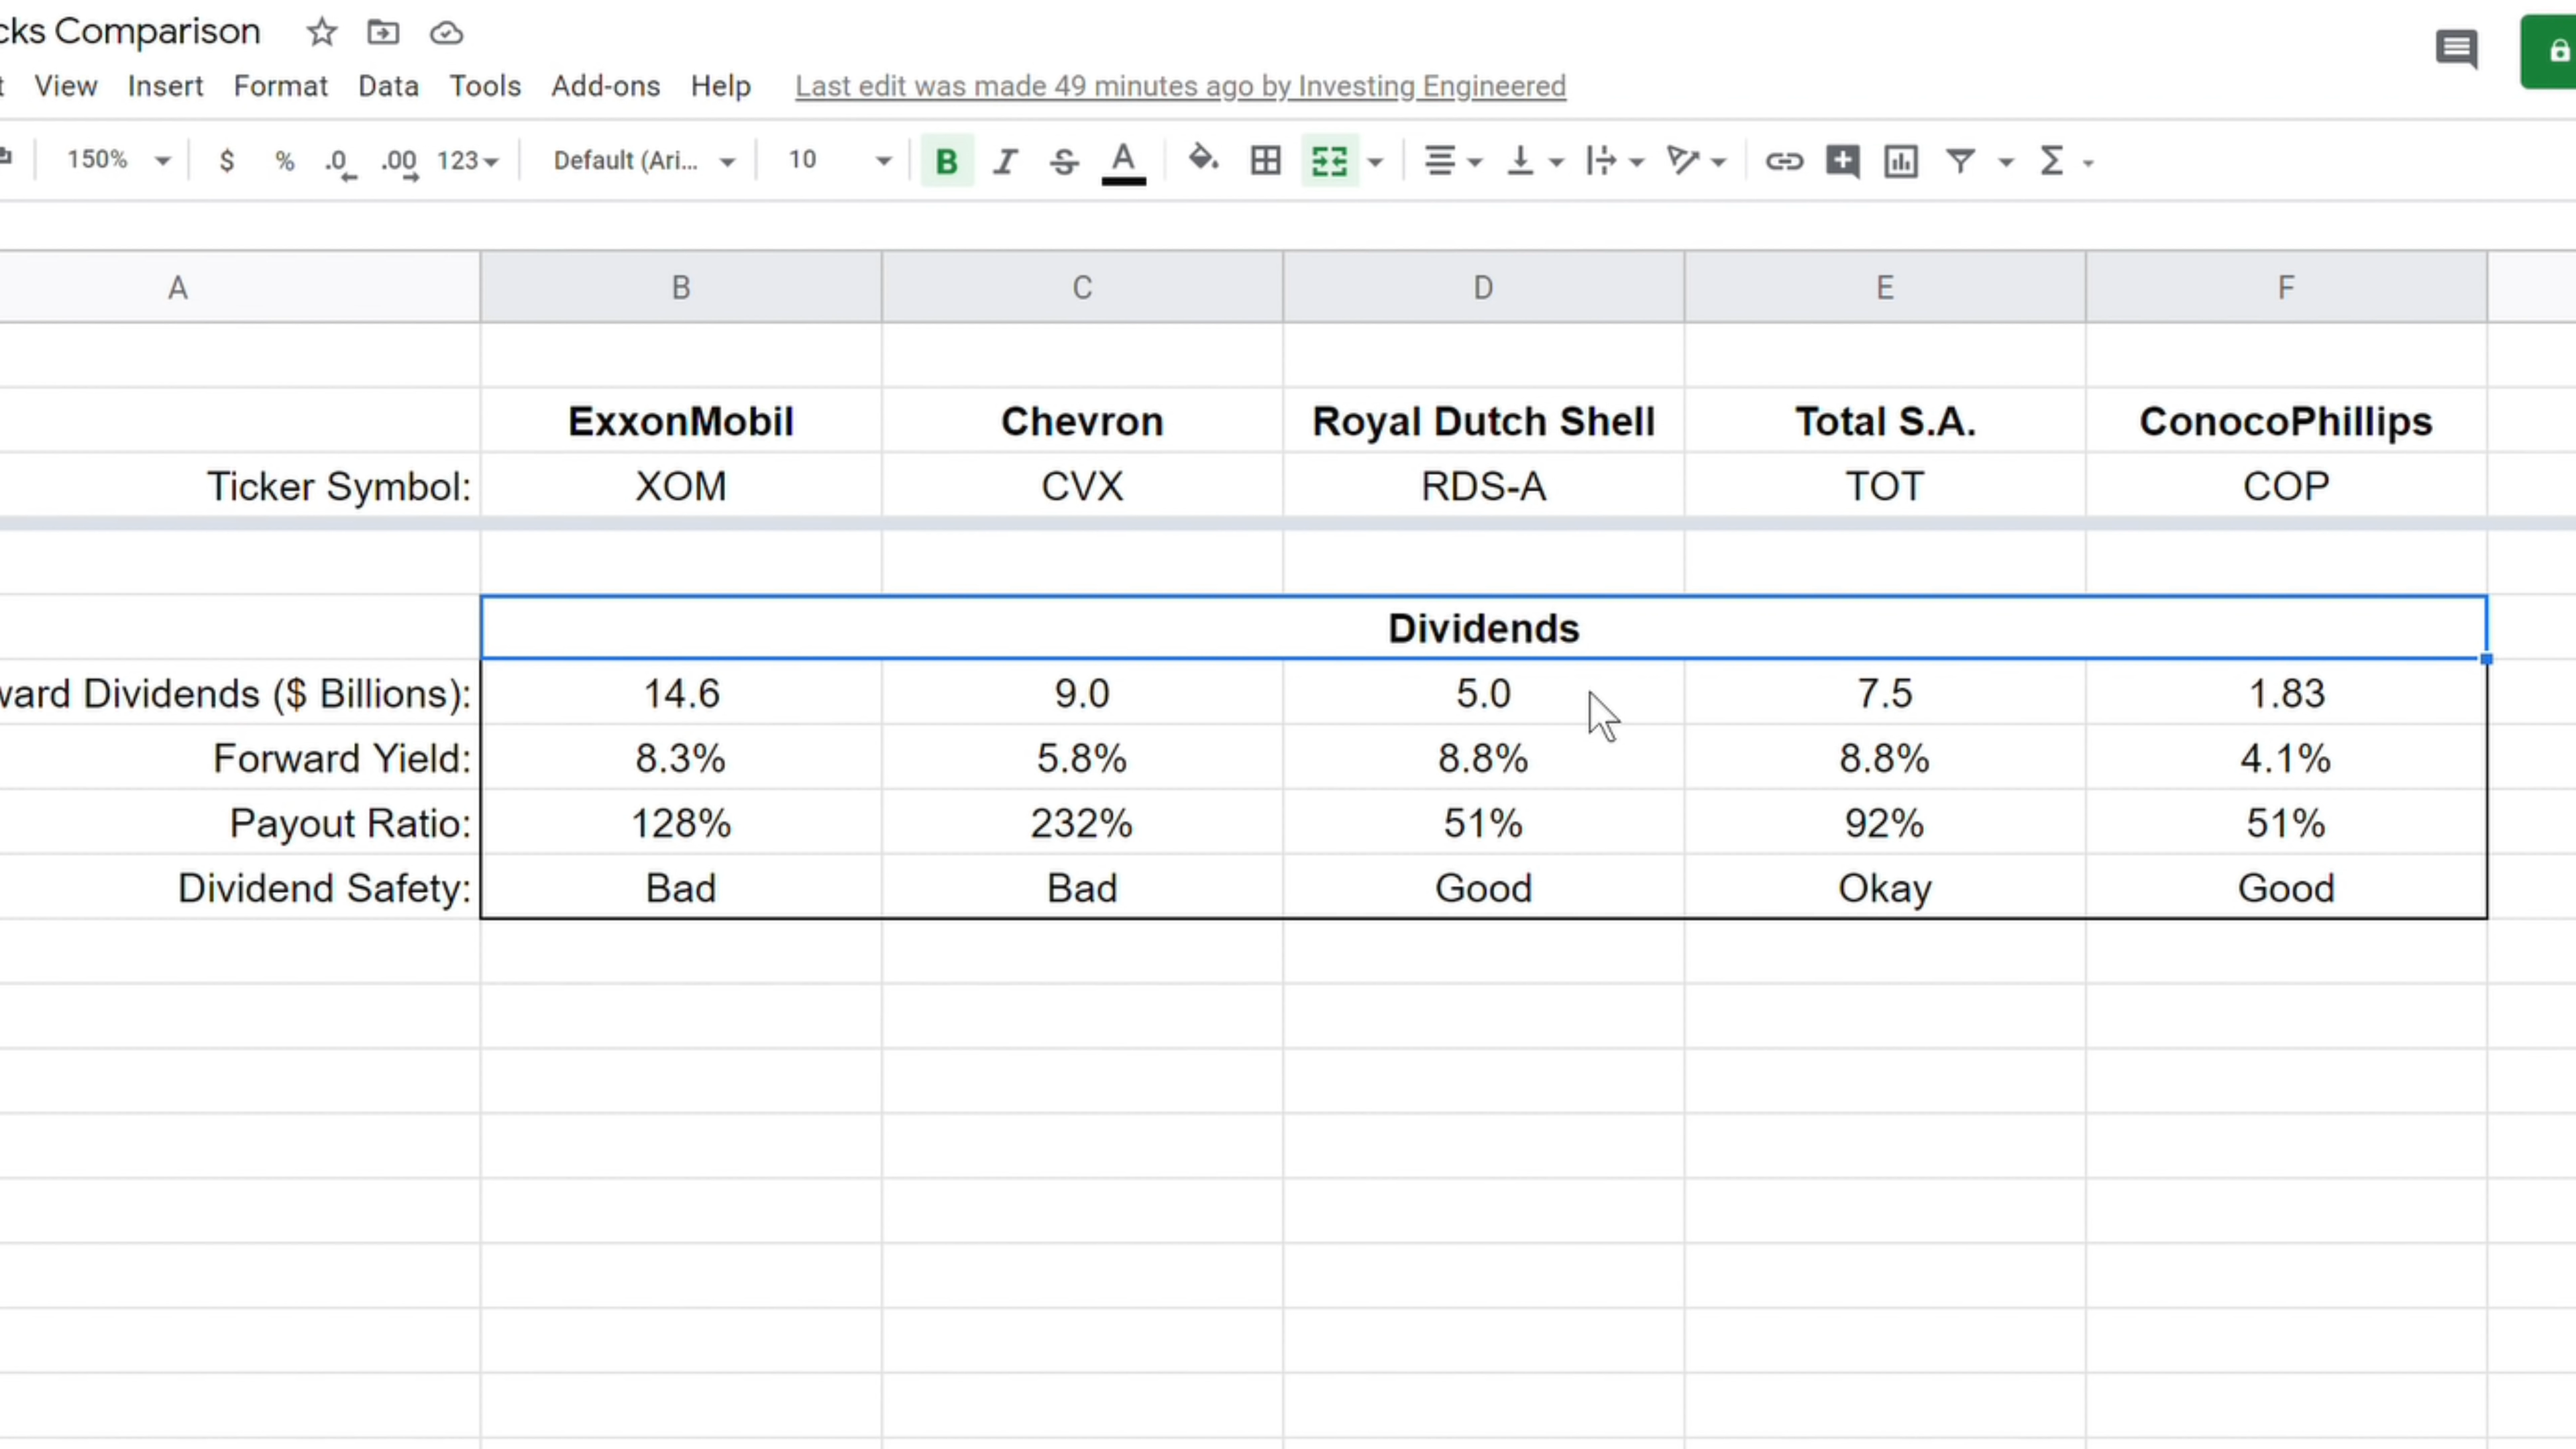 cks Comparison
t View Insert Format Data Tools Add-ons Help Last edit was made 49 minutes ago by Investing Engineered
150% $ % .0 .00 123 Default (Ari... 10 B I S A Σ
A B C D E F
ExxonMobil Chevron Royal Dutch Shell Total S.A. ConocoPhillips
Ticker Symbol: XOM CVX RDS-A TOT COP
Dividends
ward Dividends ($ Billions): 14.6 9.0 5.0 7.5 1.83
Forward Yield: 8.3% 5.8% 8.8% 8.8% 4.1%
Payout Ratio: 128% 232% 51% 92% 51%
Dividend Safety: Bad Bad Good Okay Good